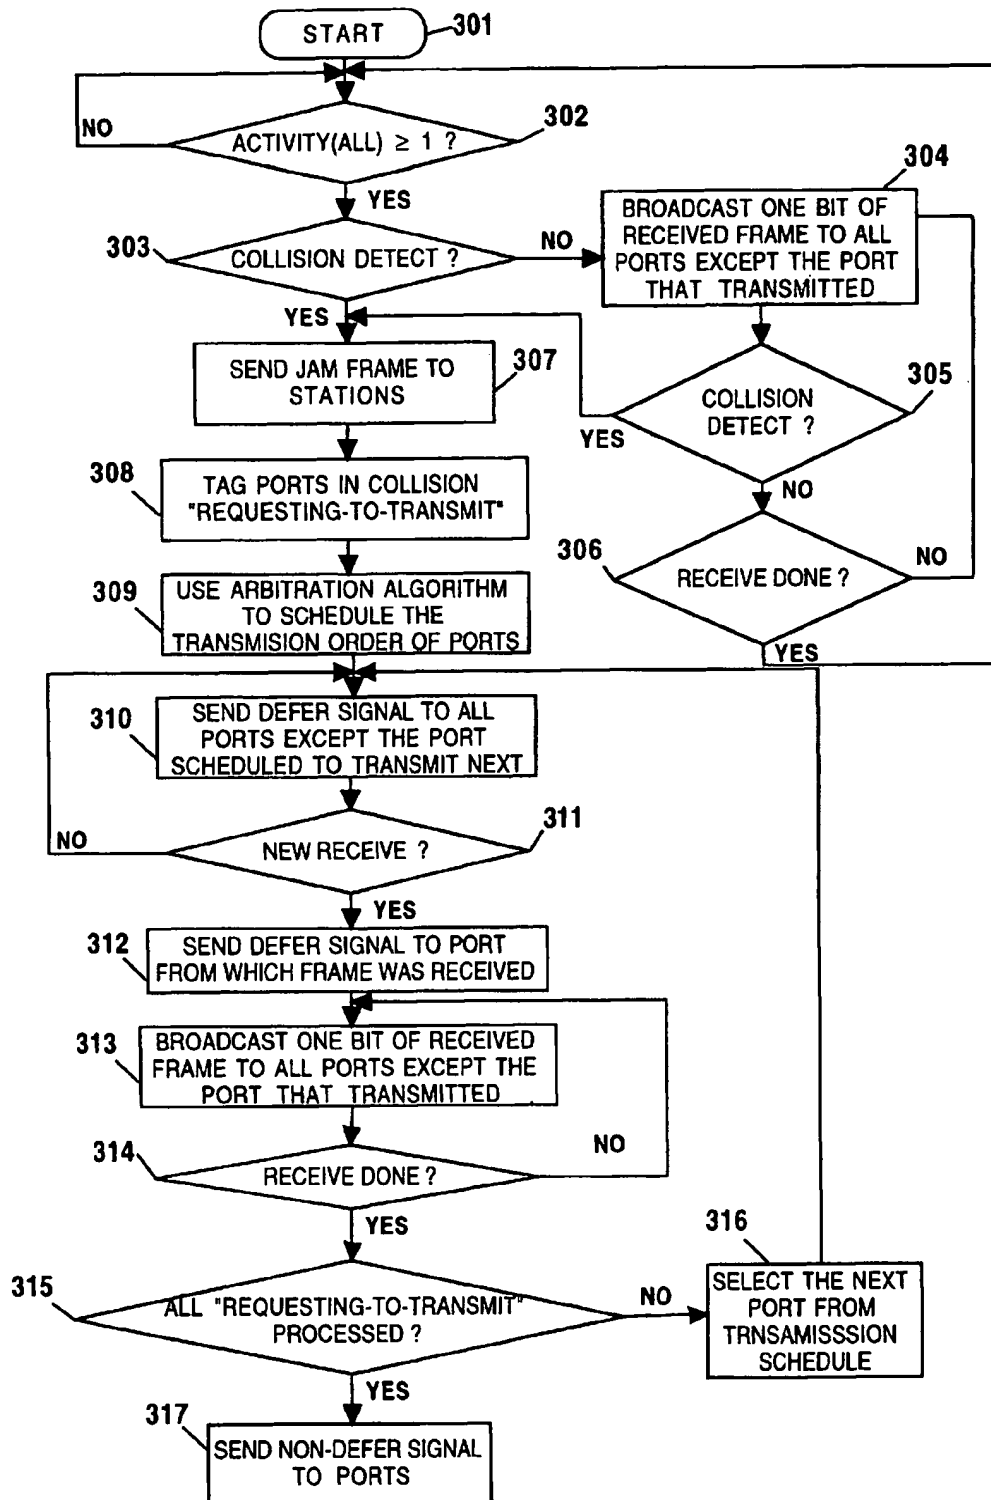 START
301
NO
ACTIVITY(ALL) ≥ 1 ?
302
YES
303
COLLISION DETECT ?
NO
304
BROADCAST ONE BIT OF
RECEIVED FRAME TO ALL
PORTS EXCEPT THE PORT
THAT TRANSMITTED
YES
SEND JAM FRAME TO
STATIONS
307
COLLISION
DETECT ?
305
YES
NO
308
TAG PORTS IN COLLISION
"REQUESTING-TO-TRANSMIT"
306
RECEIVE DONE ?
NO
YES
309
USE ARBITRATION ALGORITHM
TO SCHEDULE THE
TRANSMISION ORDER OF PORTS
310
SEND DEFER SIGNAL TO ALL
PORTS EXCEPT THE PORT
SCHEDULED TO TRANSMIT NEXT
NO
NEW RECEIVE ?
311
YES
312
SEND DEFER SIGNAL TO PORT
FROM WHICH FRAME WAS RECEIVED
313
BROADCAST ONE BIT OF RECEIVED
FRAME TO ALL PORTS EXCEPT THE
PORT THAT TRANSMITTED
314
RECEIVE DONE ?
NO
YES
315
ALL "REQUESTING-TO-TRANSMIT"
PROCESSED ?
NO
316
SELECT THE NEXT
PORT FROM
TRNSAMISSSION
SCHEDULE
YES
317
SEND NON-DEFER SIGNAL
TO PORTS